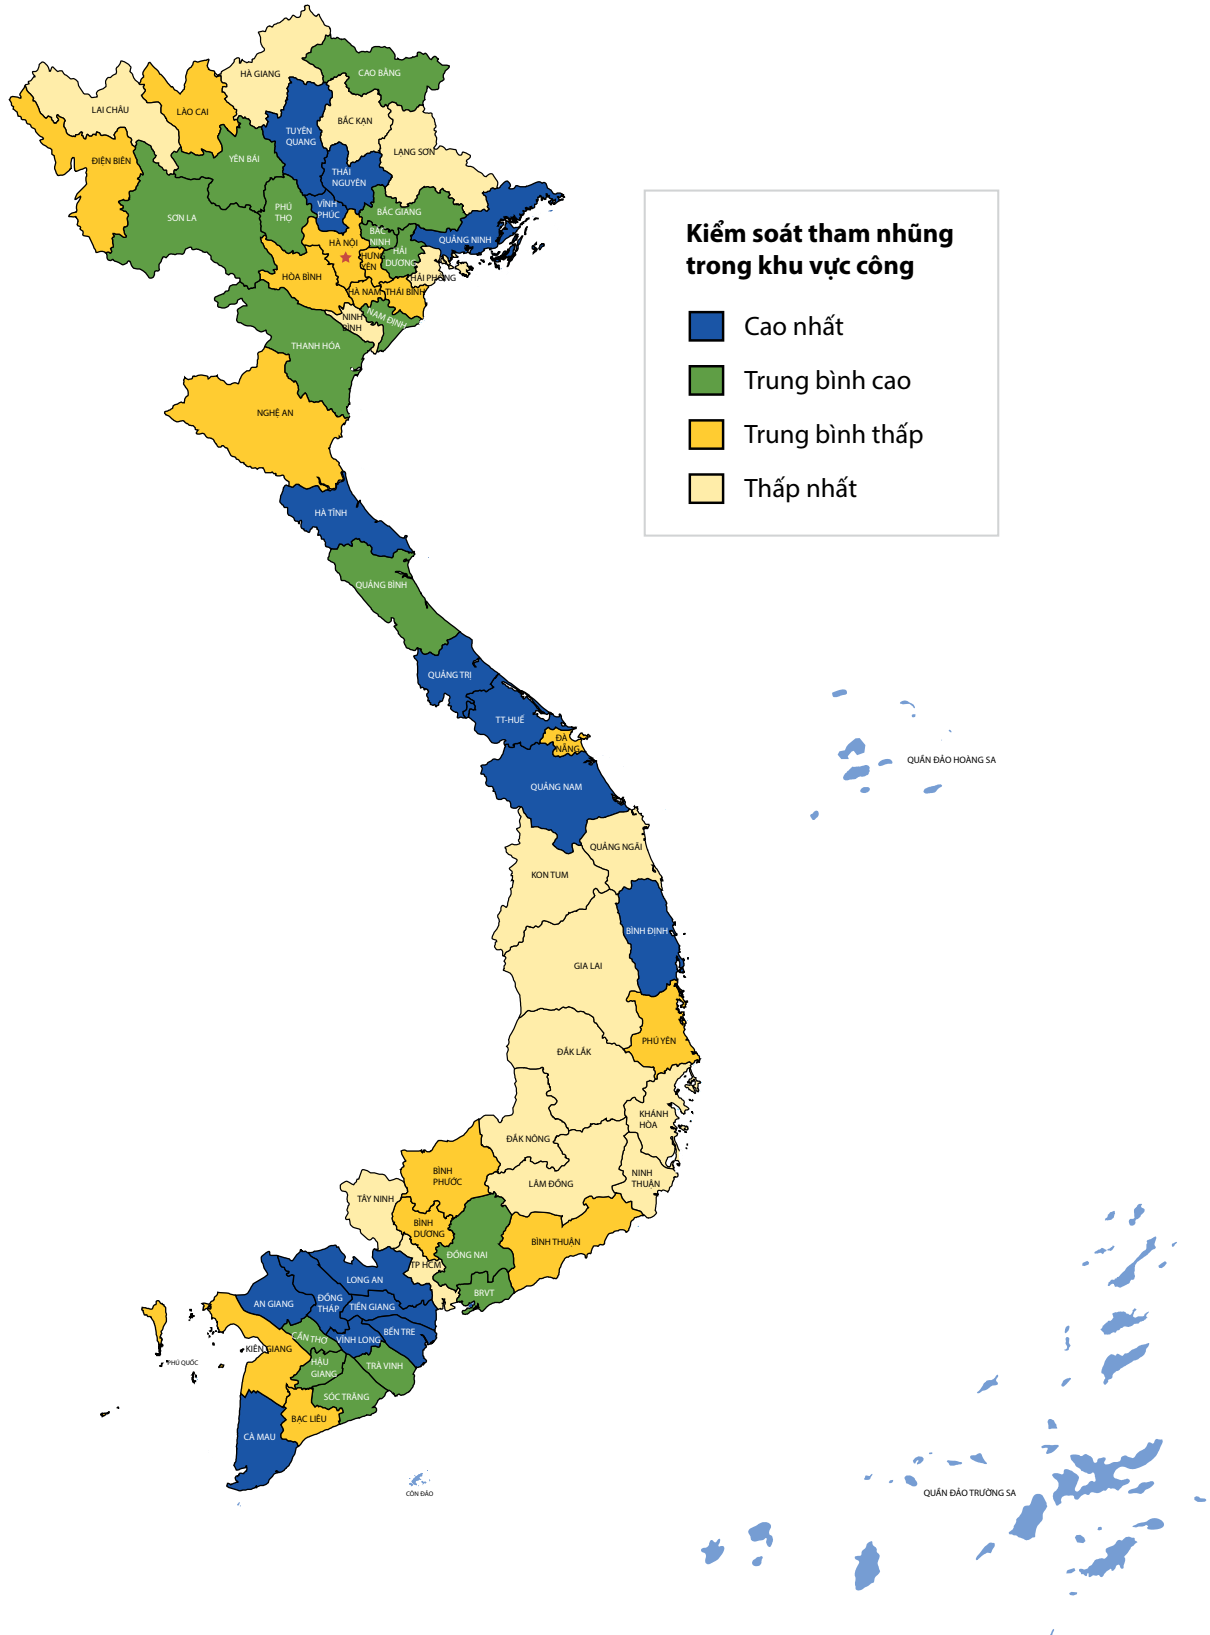 HÀ GIANG
CAO BẰNG
LAI CHÂU
LÀO CAI
BẮC KẠN
TUYÊN
QUANG
LẠNG SƠN
ĐIỆN BIÊN
YÊN BÁI
THÁI
NGUYÊN
SƠN LA
PHÚ
THỌ
VĨNH
PHÚC
BẮC GIANG
BẮC
NINH
QUẢNG NINH
HÀ NỘI
HẢI
DƯƠNG
HƯNG
YÊN
HẢI PHÒNG
HÒA BÌNH
HÀ NAM
THÁI BÌNH
NINH
BÌNH
NAM ĐỊNH
THANH HÓA
NGHỆ AN
HÀ TĨNH
QUẢNG BÌNH
QUẢNG TRỊ
TT-HUẾ
ĐÀ
NẴNG
QUẢNG NAM
QUẢNG NGÃI
KON TUM
BÌNH ĐỊNH
GIA LAI
PHÚ YÊN
ĐẮK LẮK
KHÁNH
HÒA
ĐẮK NÔNG
BÌNH
PHƯỚC
LÂM ĐỒNG
NINH
THUẬN
TÂY NINH
BÌNH
DƯƠNG
BÌNH THUẬN
ĐỒNG NAI
TP HCM
LONG AN
BRVT
AN GIANG
ĐỒNG
THÁP
TIỀN GIANG
BẾN TRE
CẦN THƠ
VĨNH LONG
KIÊN GIANG
PHÚ QUỐC
HẬU
GIANG
TRÀ VINH
SÓC TRĂNG
BẠC LIÊU
CÀ MAU
CÔN ĐẢO
Kiểm soát tham nhũng
trong khu vực công
Cao nhất
Trung bình cao
Trung bình thấp
Thấp nhất
QUẦN ĐẢO HOÀNG SA
QUẦN ĐẢO TRƯỜNG SA